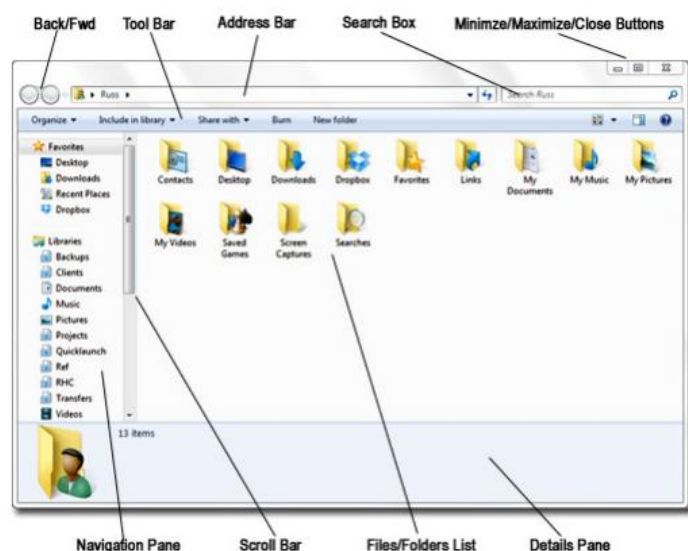 Back/Fwd Tool Bar Address Bar Search Box Minimze/Maximize/Close Buttons
Russ Search Russ
Organize Include in library Share with Burn New folder
Favorites
Desktop
Downloads
Recent Places
Dropbox
Libraries
Backups
Clients
Documents
Music
Pictures
Projects
Quicklaunch
Ref
RHC
Transfers
Videos
Contacts Desktop Downloads Dropbox Favorites Links My Documents My Music My Pictures
My Videos Saved Games Screen Captures Searches
13 items
Navigation Pane Scroll Bar Files/Folders List Details Pane